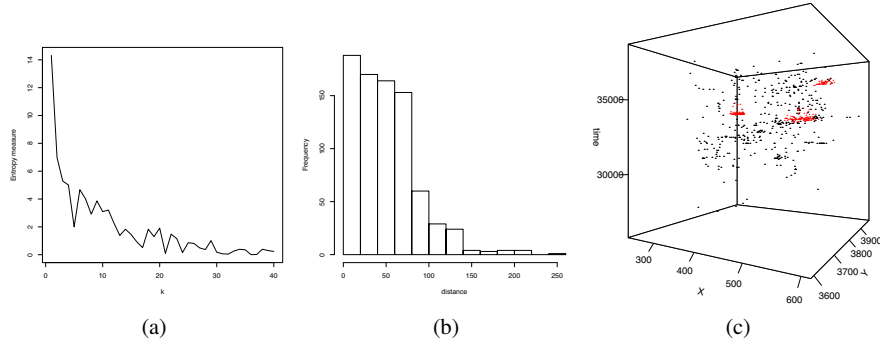 14
12
10
8
6
4
2
0
Entropy measure
0 10 20 30 40
k
(a)
150
100
50
0
Frequency
0 50 100 150 200 250
distance
(b)
35000
30000
time
300 400 500 600
X
3600 3700 3800 3900
Y
(c)